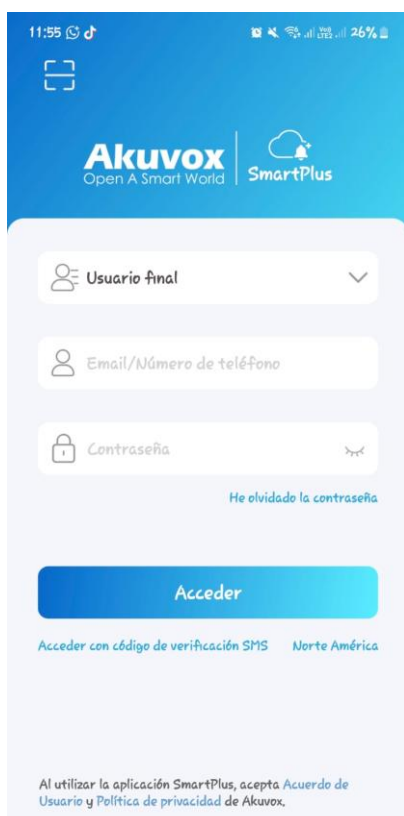 11:55 26%
Akuvox
Open A Smart World
SmartPlus
Usuario final
Email/Número de teléfono
Contraseña
He olvidado la contraseña
Acceder
Acceder con código de verificación SMS Norte América
Al utilizar la aplicación SmartPlus, acepta Acuerdo de
Usuario y Política de privacidad de Akuvox.